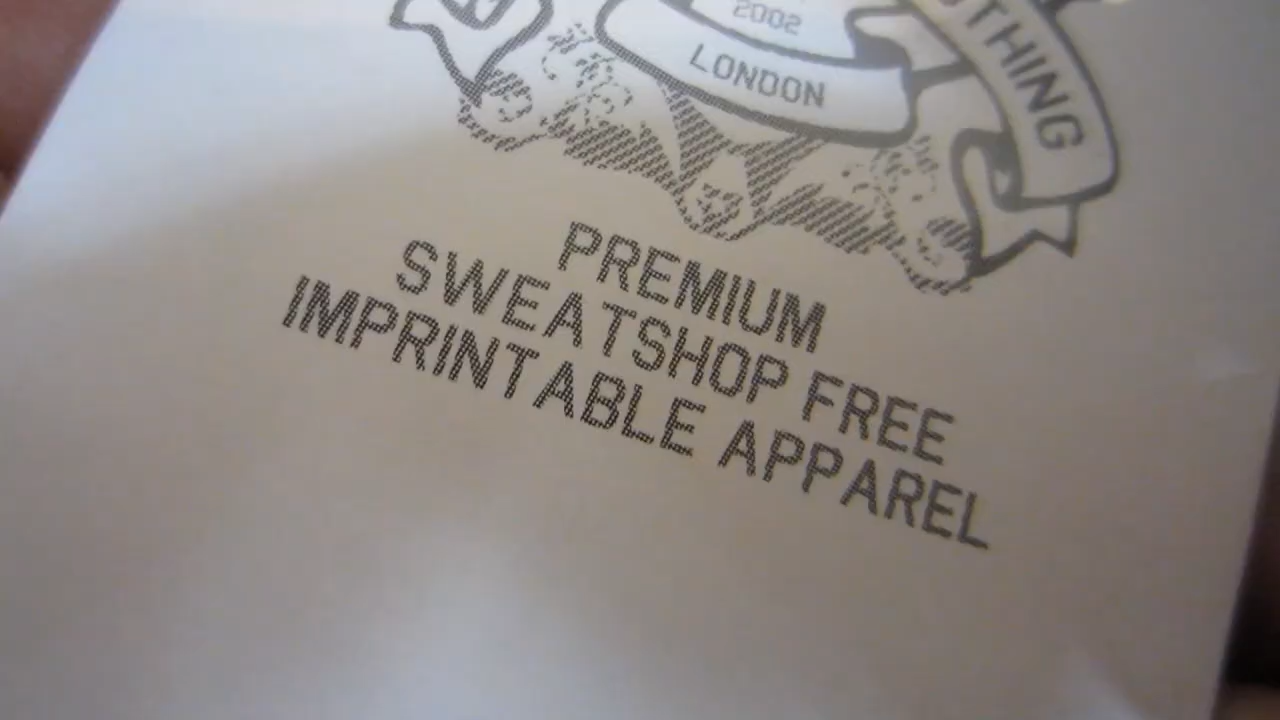 2002
LONDON
THING
PREMIUM
SWEATSHOP FREE
IMPRINTABLE APPAREL